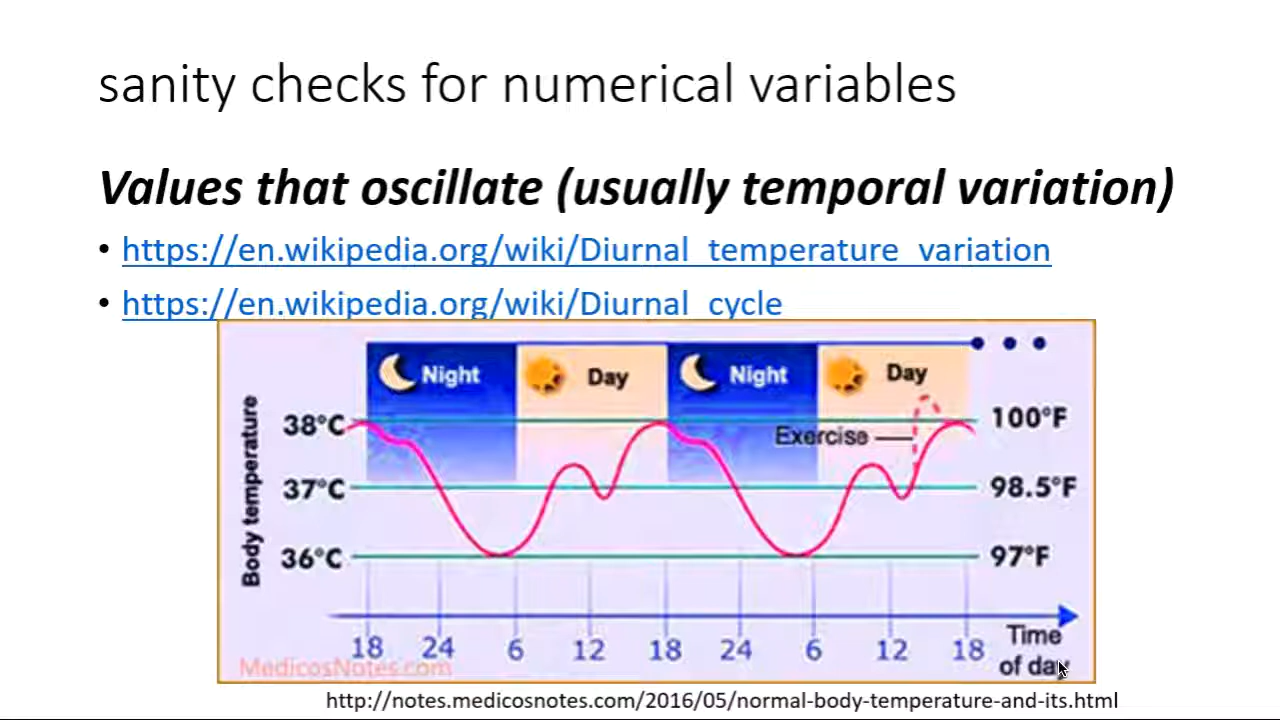 sanity checks for numerical variables
Values that oscillate (usually temporal variation)
• https://en.wikipedia.org/wiki/Diurnal_temperature_variation
• https://en.wikipedia.org/wiki/Diurnal_cycle
Night Day Night Day
Body temperature
38°C 100°F
Exercise
37°C 98.5°F
36°C 97°F
18 24 6 12 18 24 6 12 18
Time
of day
MedicosNotes.com
http://notes.medicosnotes.com/2016/05/normal-body-temperature-and-its.html